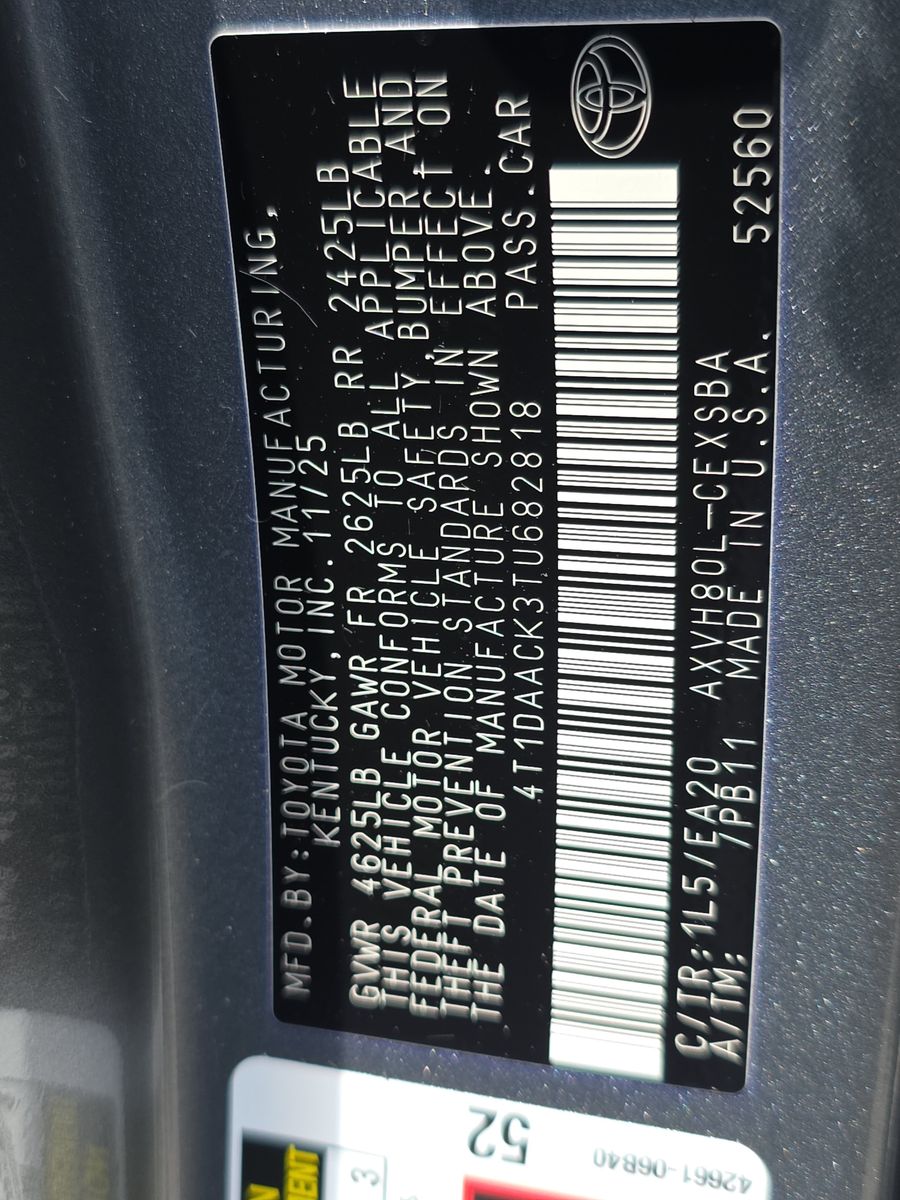 MFD.BY:TOYOTA MOTOR MANUFACTURING,
KENTUCKY,INC.11/25
GVWR 4625LB GAWR FR 2625LB RR 2425LB
THIS VEHICLE CONFORMS TO ALL APPLICABLE
FEDERAL MOTOR VEHICLE SAFETY,BUMPER,AND
THEFT PREVENTION STANDARDS IN EFFECT ON
THE DATE OF MANUFACTURE SHOWN ABOVE.
4T1DAACK3TU682818 PASS.CAR
C/TR:1L5/EA20 AXVH80L-CEXSBA 52560
A/TM: /PB11 MADE IN U.S.A.
52
42661-06B40
3